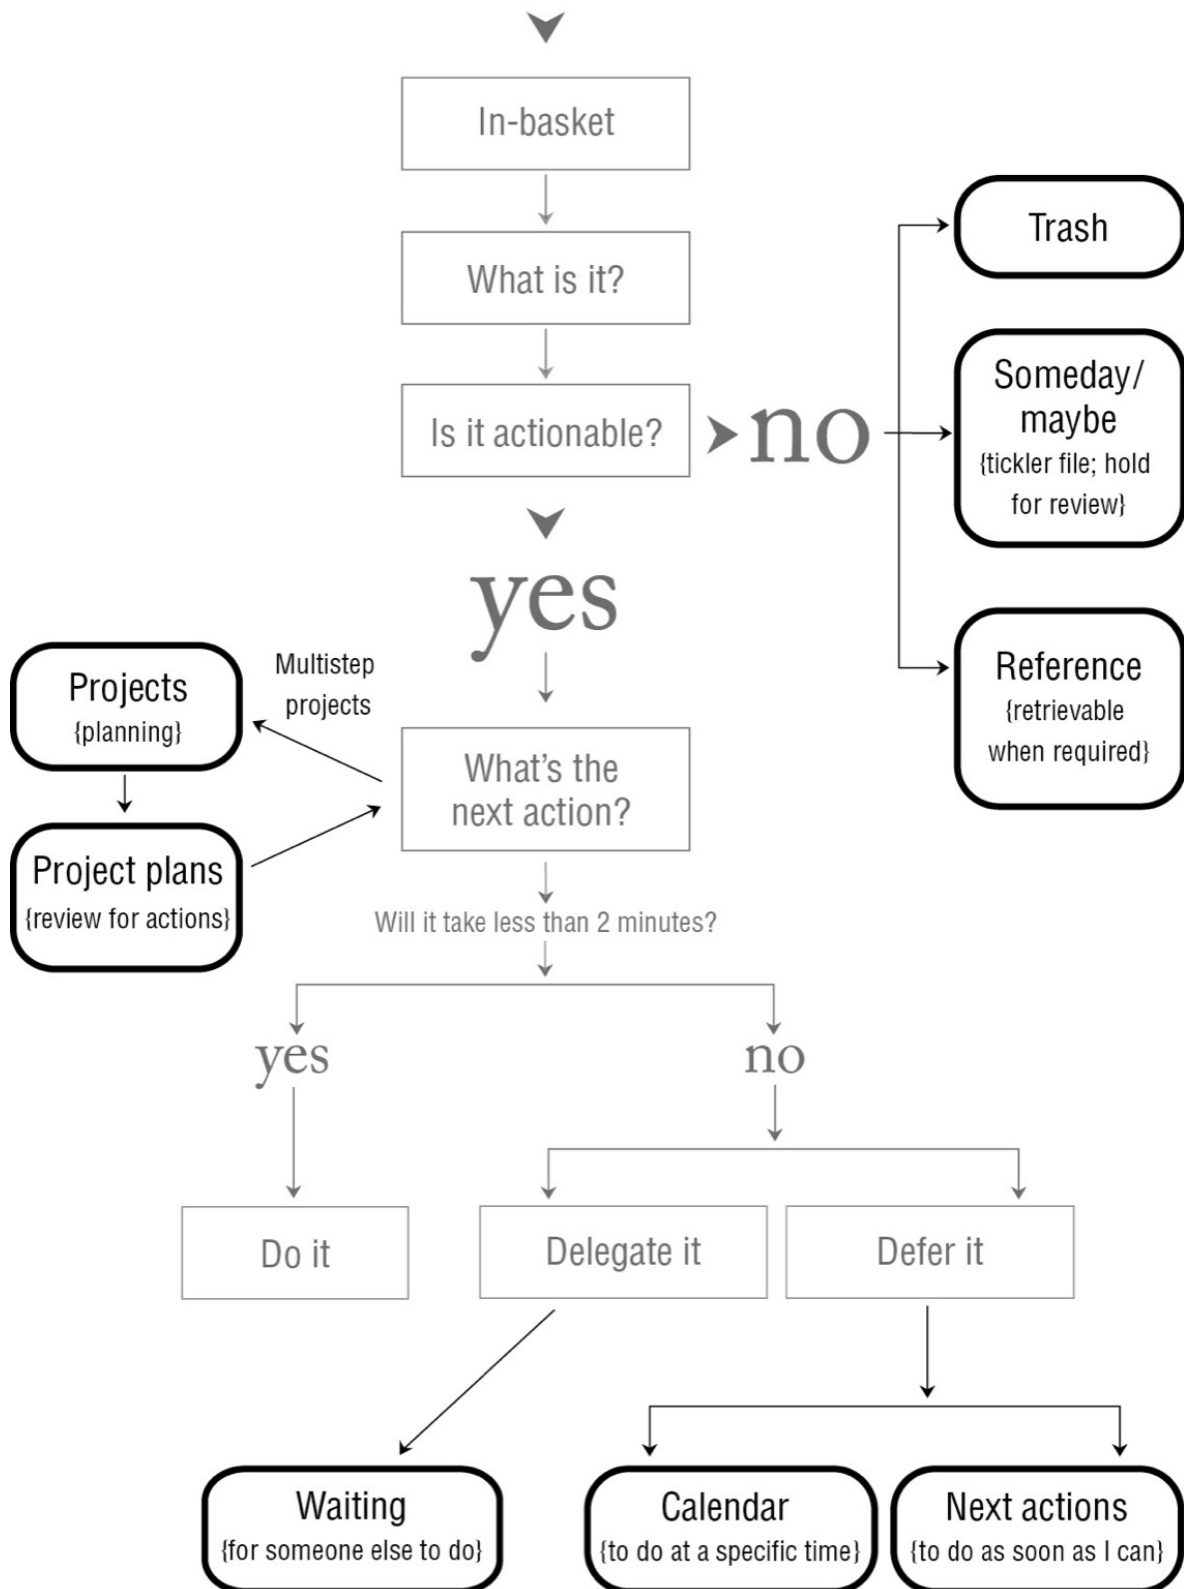 In-basket
What is it?
Is it actionable?
no
Trash
Someday/
maybe
{tickler file; hold
for review}
Reference
{retrievable
when required}
yes
Multistep
projects
Projects
{planning}
Project plans
{review for actions}
What's the
next action?
Will it take less than 2 minutes?
yes
no
Do it
Delegate it
Defer it
Waiting
{for someone else to do}
Calendar
{to do at a specific time}
Next actions
{to do as soon as I can}